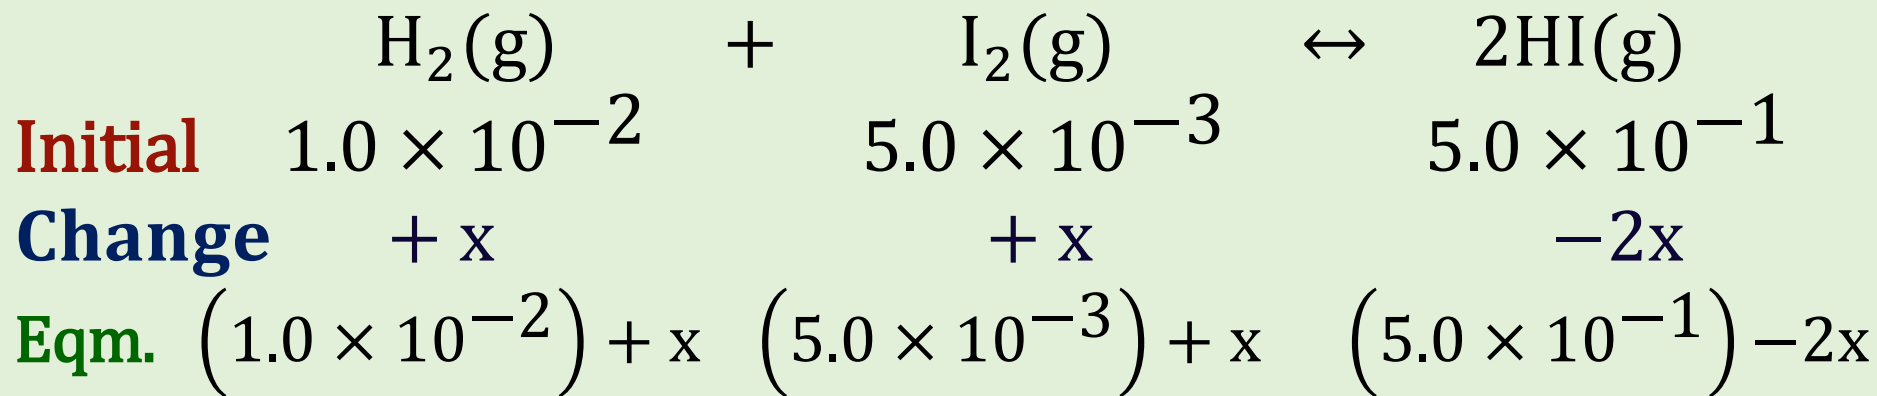 H₂(g) + I₂(g) ↔ 2HI(g)
Initial 1.0 × 10⁻² 5.0 × 10⁻³ 5.0 × 10⁻¹
Change + x + x −2x
Eqm. (1.0 × 10⁻²) + x (5.0 × 10⁻³) + x (5.0 × 10⁻¹) −2x